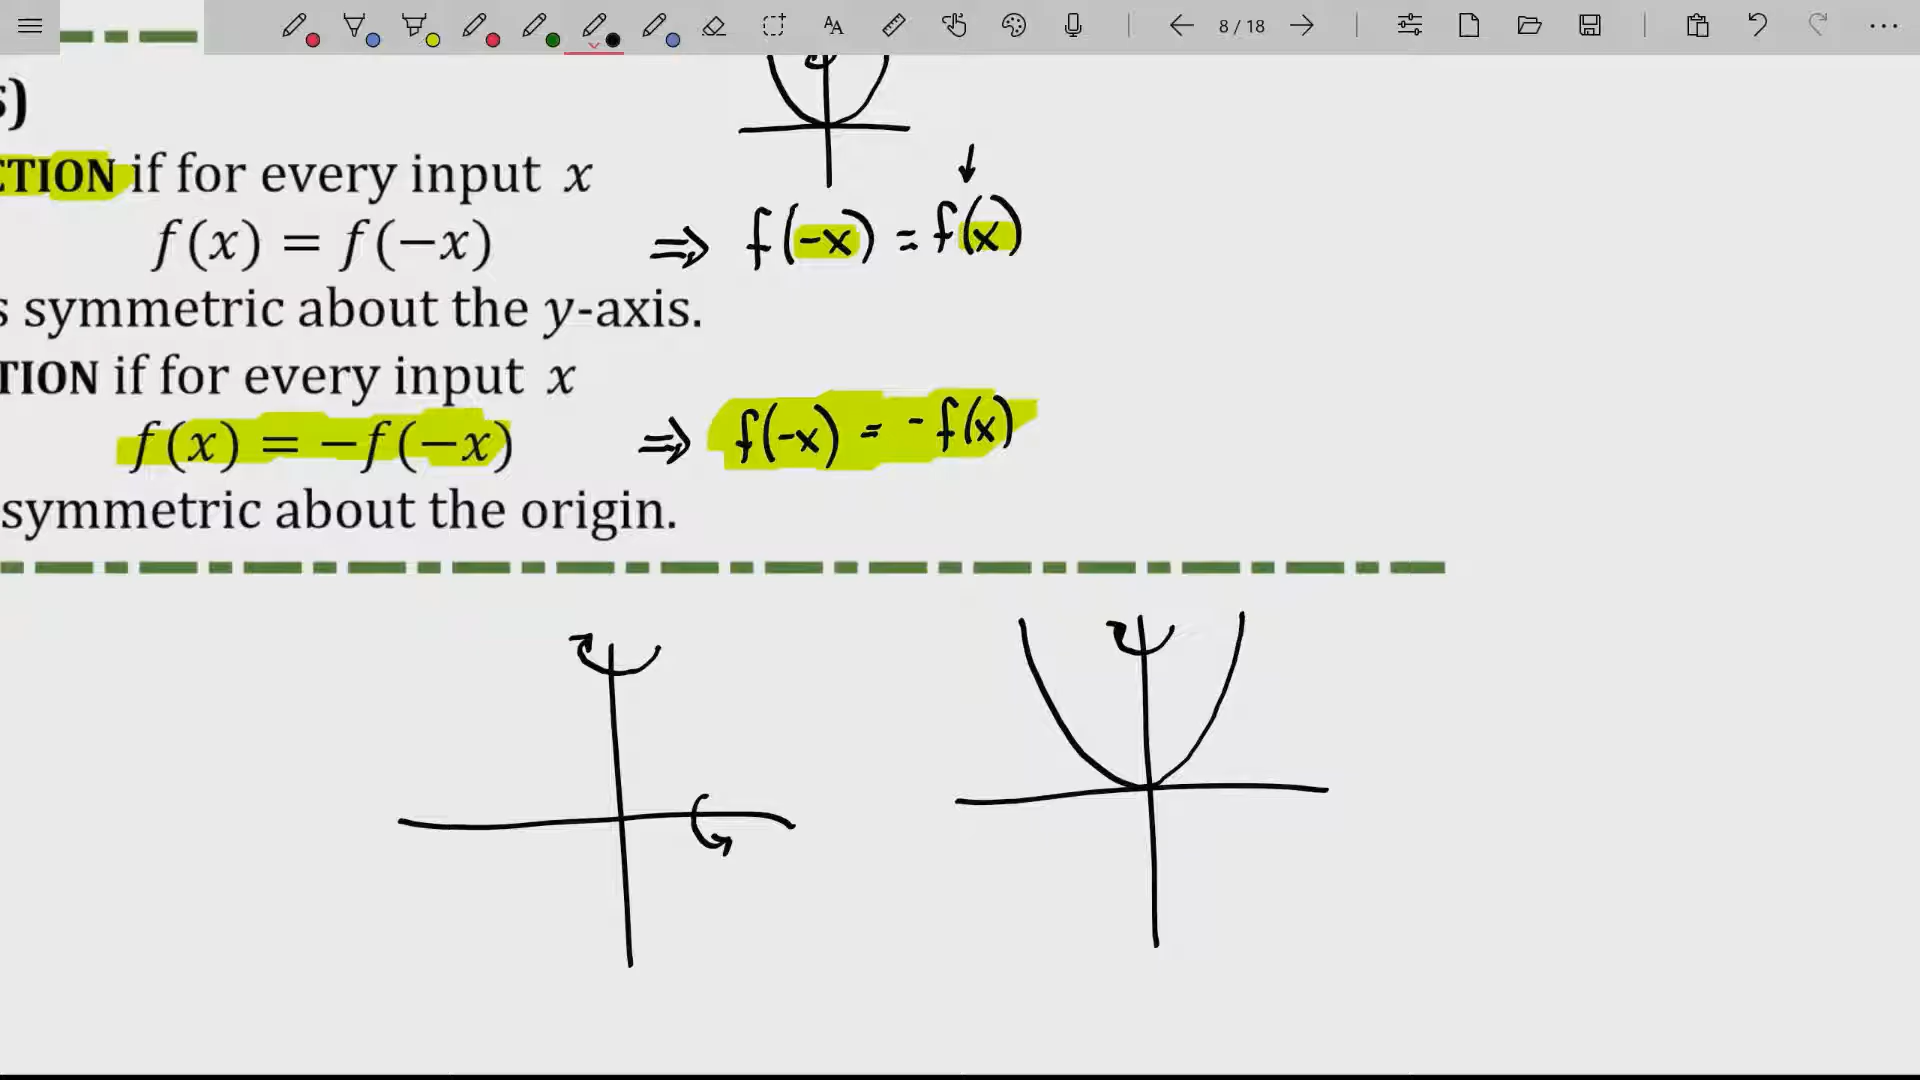 8 / 18
s)
CTION if for every input x
f(x) = f(−x) ⇒ f(-x) = f(x)
s symmetric about the y-axis.
TION if for every input x
f(x) = −f(−x) ⇒ f(-x) = - f(x)
symmetric about the origin.